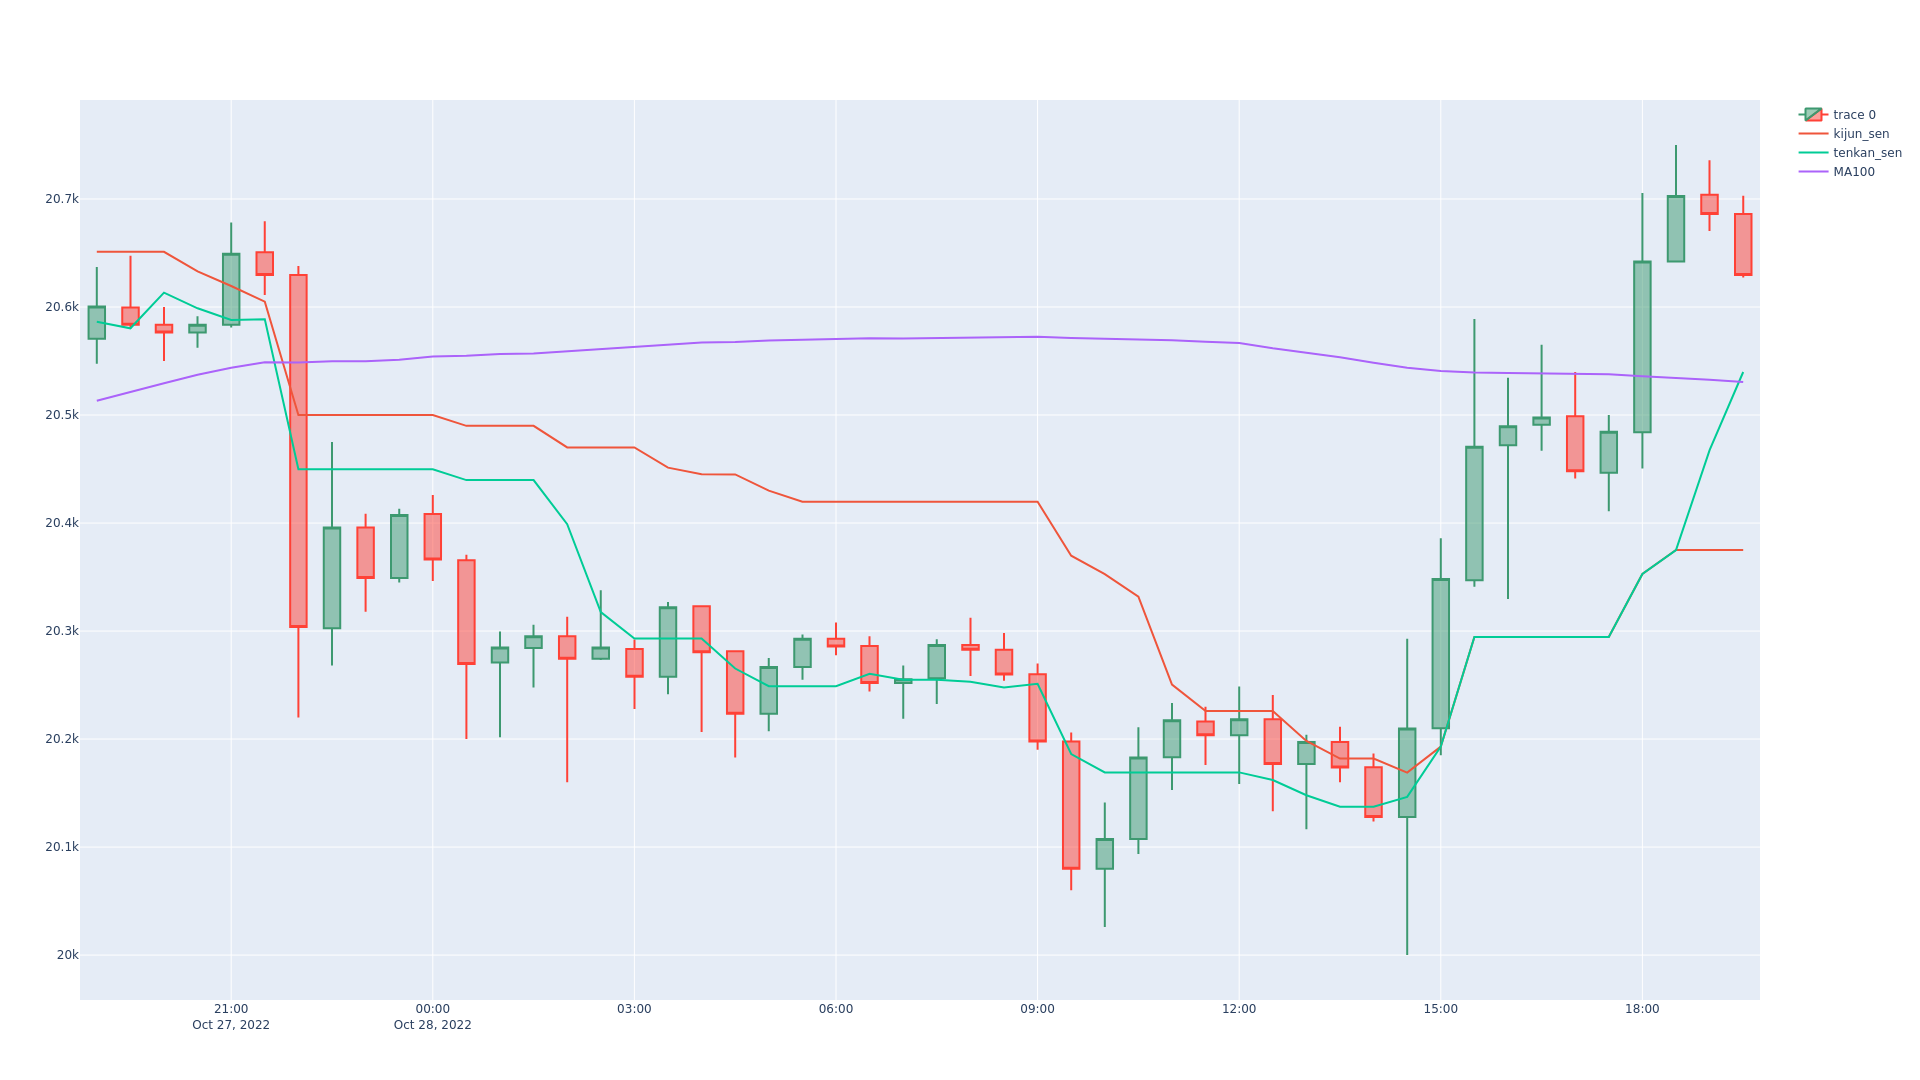 trace 0
kijun_sen
tenkan_sen
MA100
20.7k
20.6k
20.5k
20.4k
20.3k
20.2k
20.1k
20k
21:00 00:00 03:00 06:00 09:00 12:00 15:00 18:00
Oct 27, 2022 Oct 28, 2022